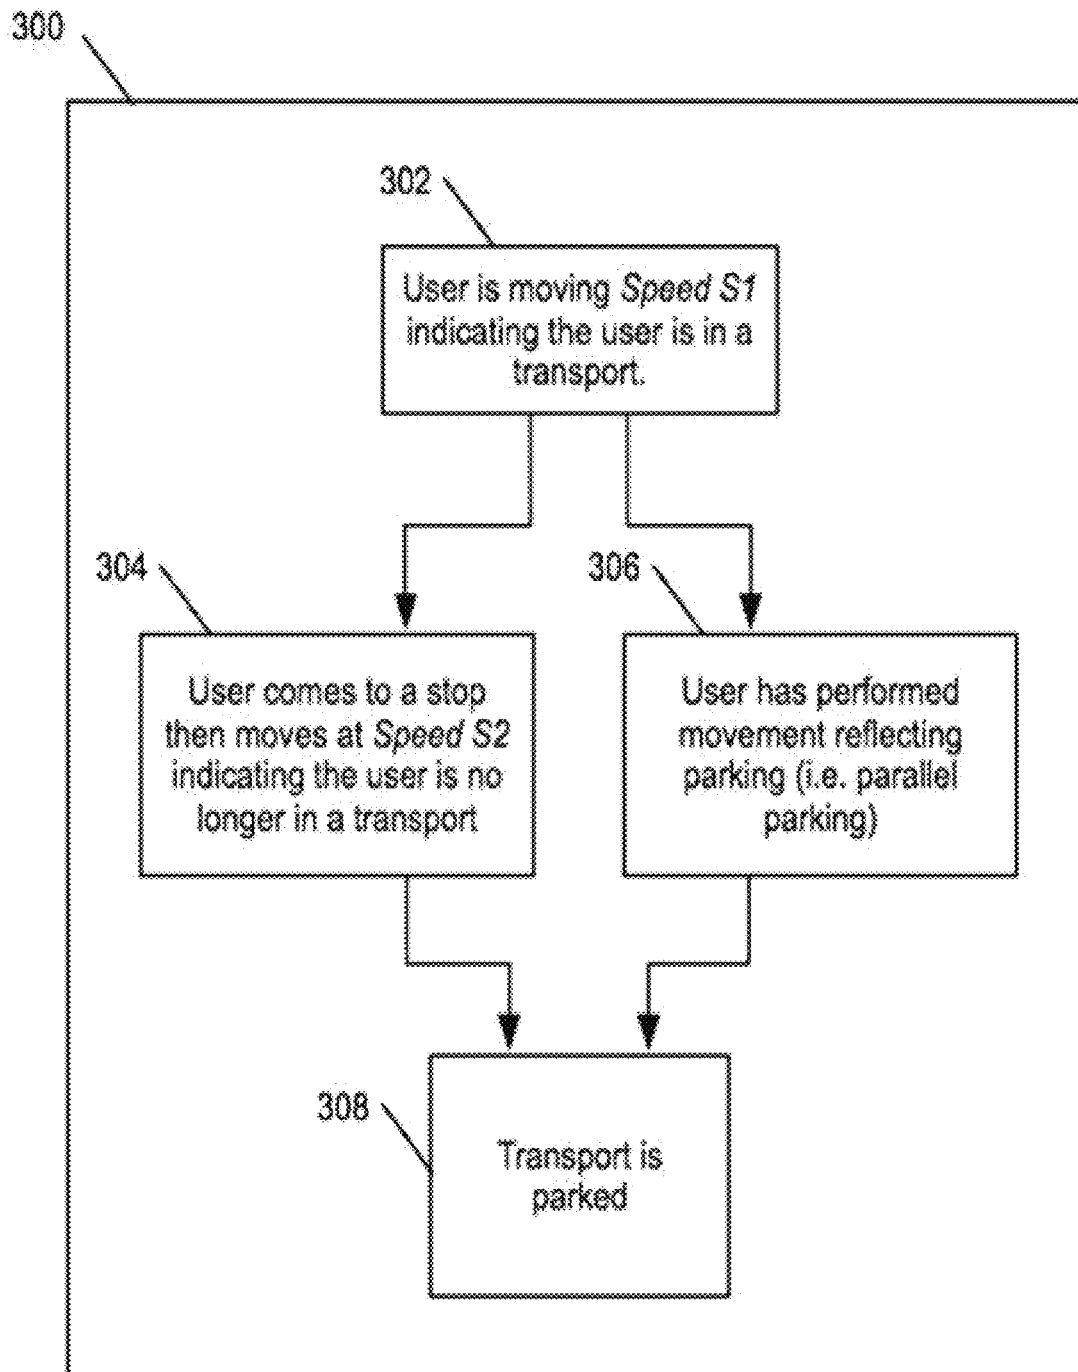 300
302
User is moving Speed S1
indicating the user is in a
transport.
304
306
User comes to a stop
then moves at Speed S2
indicating the user is no
longer in a transport
User has performed
movement reflecting
parking (i.e. parallel
parking)
308
Transport is
parked